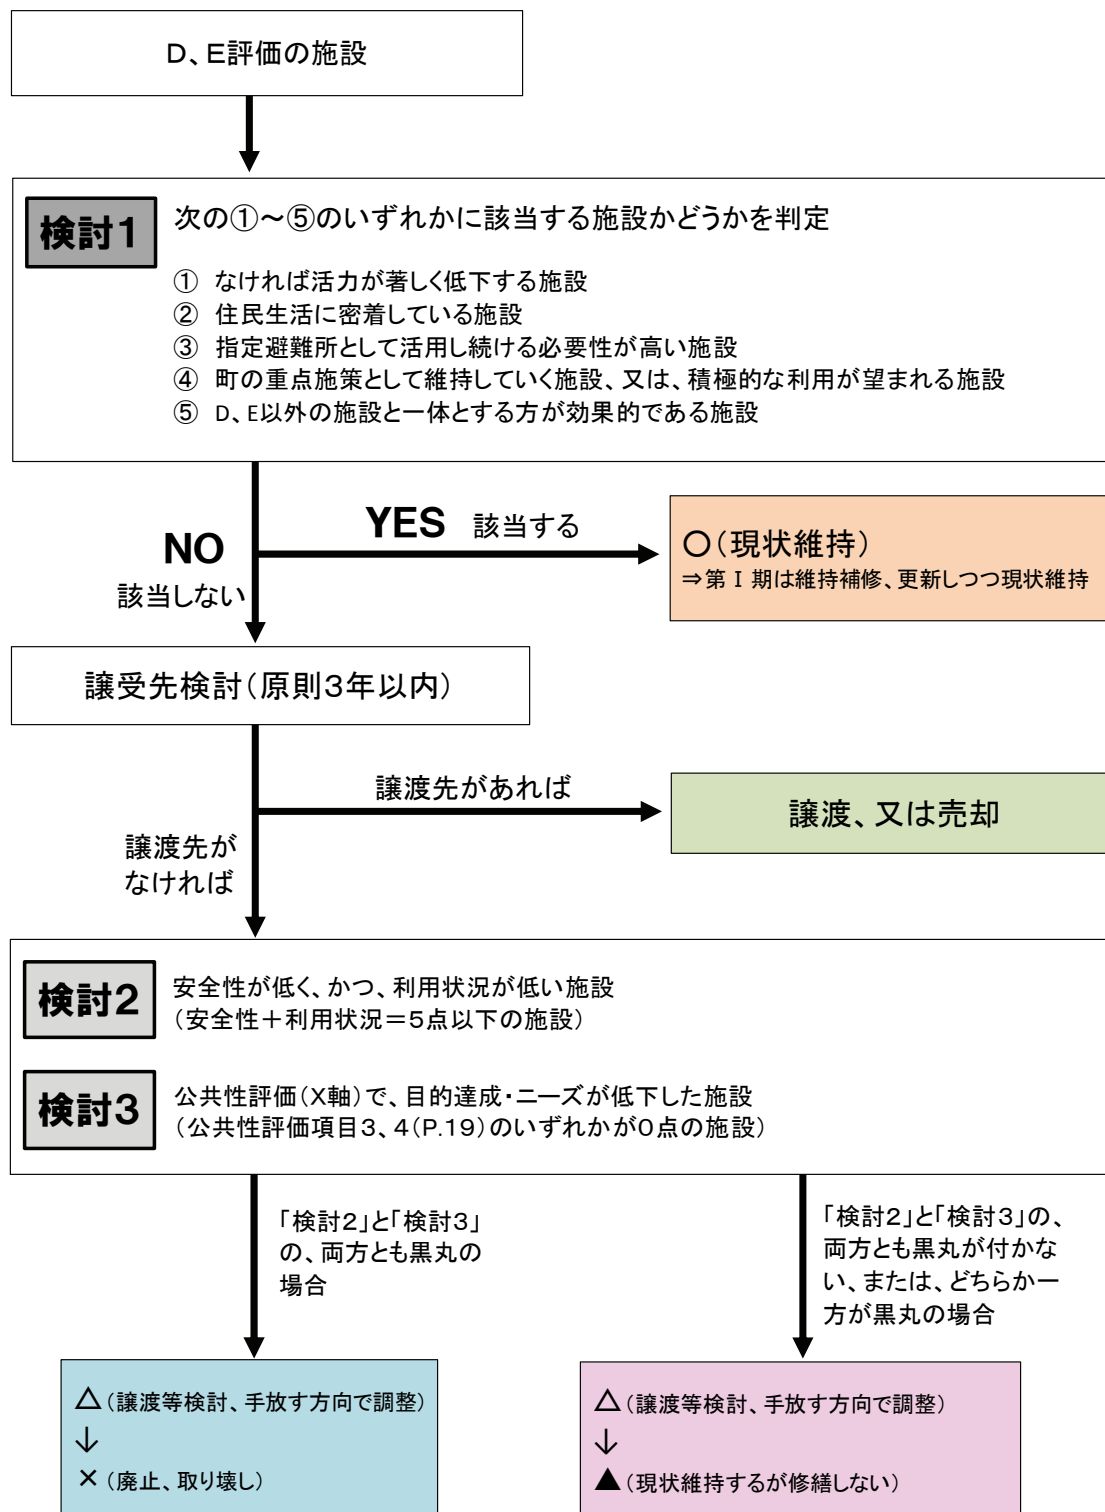 D、E評価の施設
検討1
次の①~⑤のいずれかに該当する施設かどうかを判定
① なければ活力が著しく低下する施設
② 住民生活に密着している施設
③ 指定避難所として活用し続ける必要性が高い施設
④ 町の重点施策として維持していく施設、又は、積極的な利用が望まれる施設
⑤ D、E以外の施設と一体とする方が効果的である施設
YES 該当する
NO
該当しない
○(現状維持)
⇒第Ⅰ期は維持補修、更新しつつ現状維持
譲受先検討(原則3年以内)
譲渡先があれば
譲渡、又は売却
譲渡先が
なければ
検討2
安全性が低く、かつ、利用状況が低い施設
(安全性+利用状況=5点以下の施設)
検討3
公共性評価(X軸)で、目的達成・ニーズが低下した施設
(公共性評価項目3、4(P.19)のいずれかが0点の施設)
「検討2」と「検討3」
の、両方とも黒丸の
場合
「検討2」と「検討3」の、
両方とも黒丸が付かな
い、または、どちらか一
方が黒丸の場合
△(譲渡等検討、手放す方向で調整)
↓
×(廃止、取り壊し)
△(譲渡等検討、手放す方向で調整)
↓
▲(現状維持するが修繕しない)